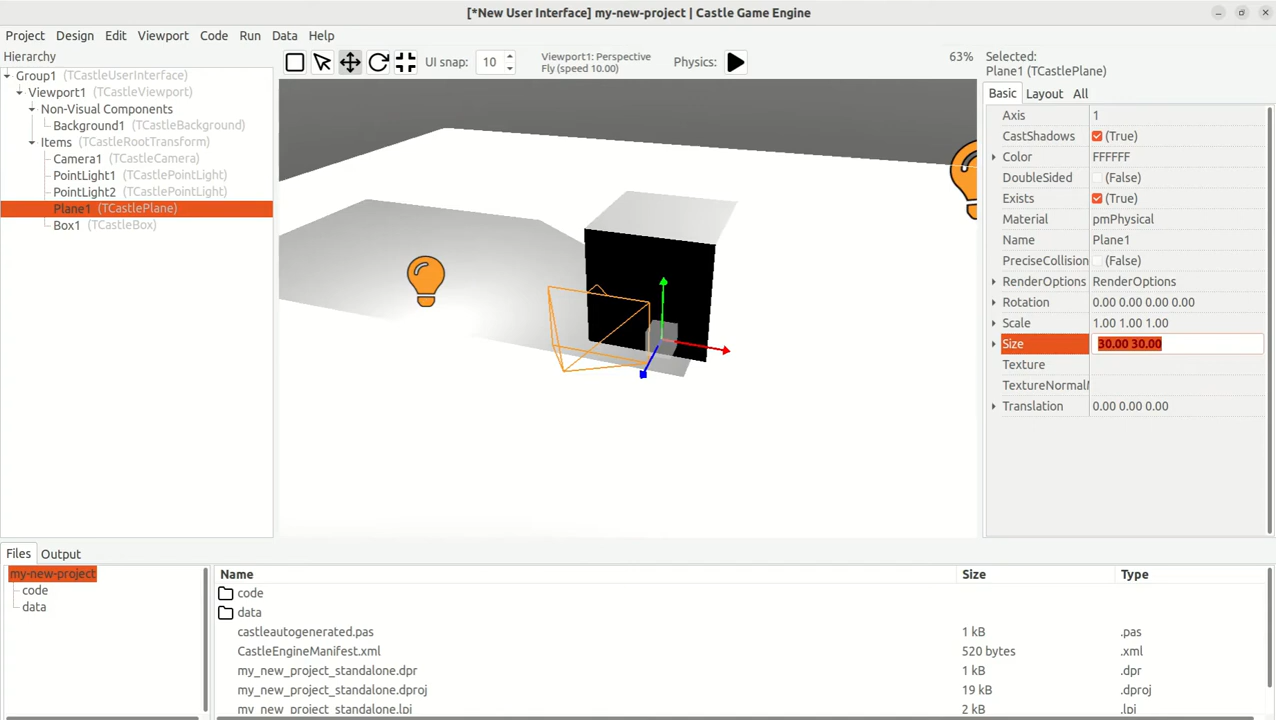 [*New User Interface] my-new-project | Castle Game Engine
Project Design Edit Viewport Code Run Data Help
Hierarchy
Group1 (TCastleUserInterface)
Viewport1 (TCastleViewport)
Non-Visual Components
Background1 (TCastleBackground)
Items (TCastleRootTransform)
Camera1 (TCastleCamera)
PointLight1 (TCastlePointLight)
PointLight2 (TCastlePointLight)
Plane1 (TCastlePlane)
Box1 (TCastleBox)
UI snap: 10
Viewport1: Perspective
Fly (speed 10.00)
Physics:
63%
Selected:
Plane1 (TCastlePlane)
Basic Layout All
Axis 1
CastShadows (True)
Color FFFFFF
DoubleSided (False)
Exists (True)
Material pmPhysical
Name Plane1
PreciseCollision (False)
RenderOptions RenderOptions
Rotation 0.00 0.00 0.00 0.00
Scale 1.00 1.00 1.00
Size 30.00 30.00
Texture
TextureNormalM
Translation 0.00 0.00 0.00
Files Output
my-new-project
code
data
Name Size Type
code
data
castleautogenerated.pas 1 kB .pas
CastleEngineManifest.xml 520 bytes .xml
my_new_project_standalone.dpr 1 kB .dpr
my_new_project_standalone.dproj 19 kB .dproj
my_new_project_standalone.lpi 2 kB .lpi